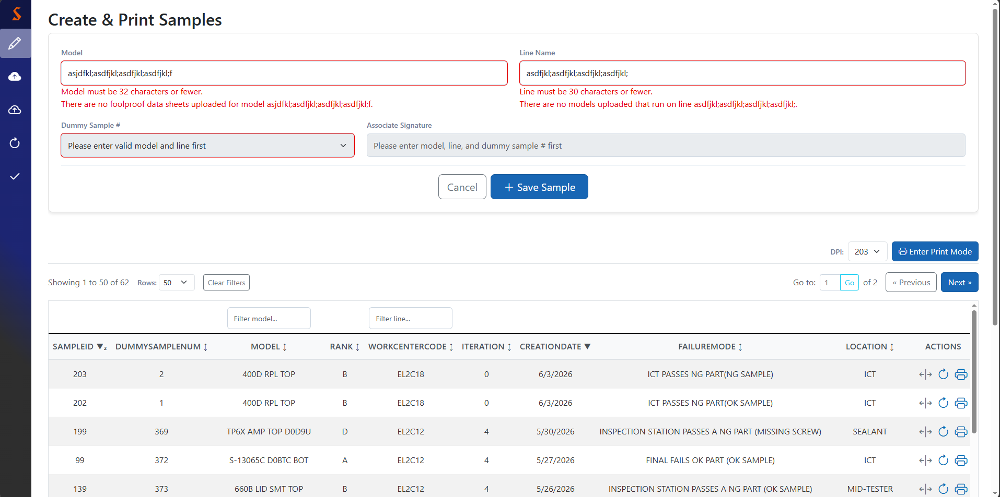 Create & Print Samples
Model
Line Name
asjdfkl;asdfjkl;asdfjkl;asdfjkl;f
asdfjkl;asdfjkl;asdfjkl;asdfjkl;
Model must be 32 characters or fewer.
Line must be 30 characters or fewer.
There are no foolproof data sheets uploaded for model asjdfkl;asdfjkl;asdfjkl;asdfjkl;f.
There are no models uploaded that run on line asdfjkl;asdfjkl;asdfjkl;asdfjkl;.
Dummy Sample #
Associate Signature
Please enter valid model and line first
Please enter model, line, and dummy sample # first
Cancel
+ Save Sample
DPI: 203 Enter Print Mode
Showing 1 to 50 of 62 Rows: 50 Clear Filters
Go to: 1 Go of 2 « Previous Next »
Filter model... Filter line...
SAMPLEID ▼2 DUMMYSAMPLENUM ↕ MODEL ↕ RANK ↕ WORKCENTERCODE ↕ ITERATION ↕ CREATIONDATE ▼ FAILUREMODE ↕ LOCATION ↕ ACTIONS
203 2 400D RPL TOP B EL2C18 0 6/3/2026 ICT PASSES NG PART(NG SAMPLE) ICT
202 1 400D RPL TOP B EL2C18 0 6/3/2026 ICT PASSES NG PART(OK SAMPLE) ICT
199 369 TP6X AMP TOP D0D9U D EL2C12 4 5/30/2026 INSPECTION STATION PASSES A NG PART (MISSING SCREW) SEALANT
99 372 S-13065C D0BTC BOT A EL2C12 4 5/27/2026 FINAL FAILS OK PART (OK SAMPLE) ICT
139 373 660B LID SMT TOP B EL2C12 4 5/26/2026 INSPECTION STATION PASSES A NG PART (OK SAMPLE) MID-TESTER